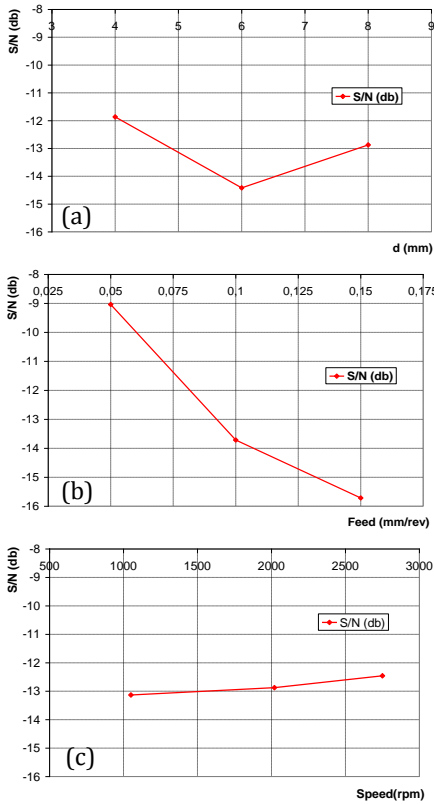 -8
3 4 5 6 7 8 9
-9
-10
-11
-12
-13
-14
-15
-16
S/N (db)
S/N (db)
(a)
d (mm)
-8
0,025 0,05 0,075 0,1 0,125 0,15 0,175
-9
-10
-11
-12
-13
-14
-15
-16
S/N (db)
S/N (db)
(b)
Feed (mm/rev)
-8
500 1000 1500 2000 2500 3000
-9
-10
-11
-12
-13
-14
-15
-16
S/N (db)
S/N (db)
(c)
Speed(rpm)